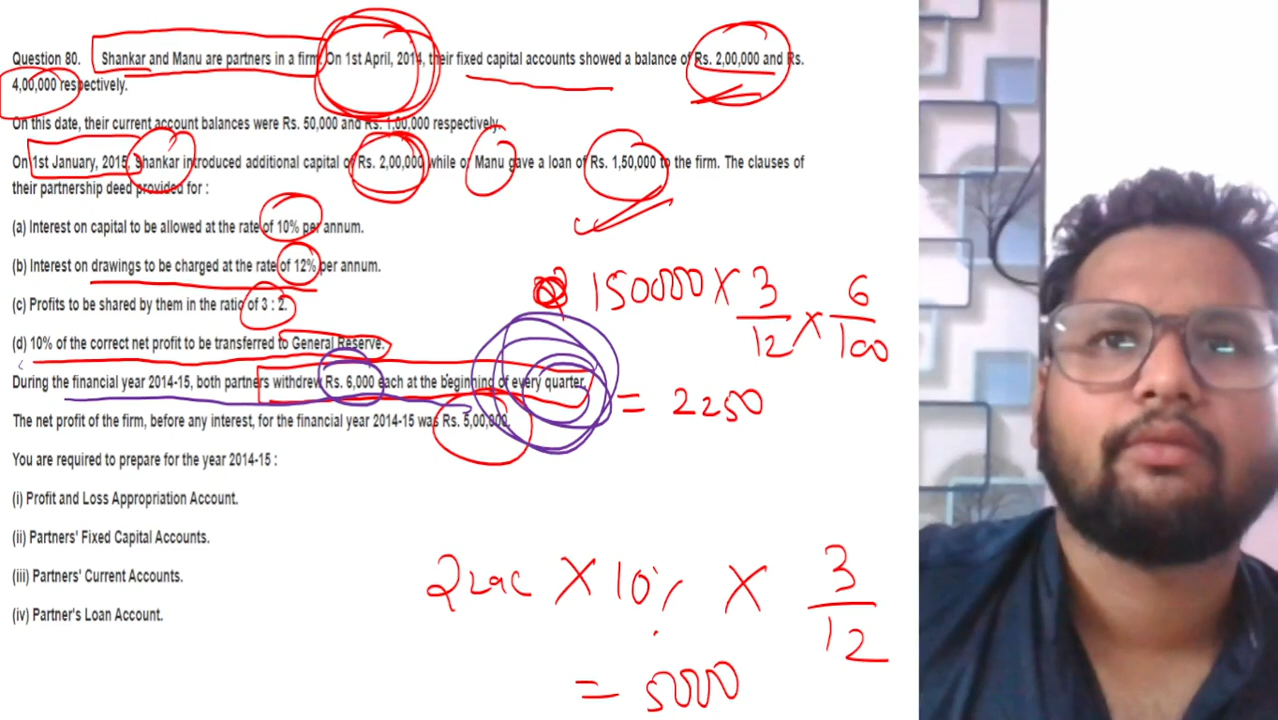 Question 80. Shankar and Manu are partners in a firm. On 1st April, 2014, their fixed capital accounts showed a balance of Rs. 2,00,000 and Rs.
4,00,000 respectively.
On this date, their current account balances were Rs. 50,000 and Rs. 1,00,000 respectively.
On 1st January, 2015, Shankar introduced additional capital of Rs. 2,00,000 while or Manu gave a loan of Rs. 1,50,000 to the firm. The clauses of
their partnership deed provided for :
(a) Interest on capital to be allowed at the rate of 10% per annum.
(b) Interest on drawings to be charged at the rate of 12% per annum.
(c) Profits to be shared by them in the ratio of 3 : 2.
(d) 10% of the correct net profit to be transferred to General Reserve.
During the financial year 2014-15, both partners withdrew Rs. 6,000 each at the beginning of every quarter.
The net profit of the firm, before any interest, for the financial year 2014-15 was Rs. 5,00,000.
You are required to prepare for the year 2014-15 :
(i) Profit and Loss Appropriation Account.
(ii) Partners' Fixed Capital Accounts.
(iii) Partners' Current Accounts.
(iv) Partner's Loan Account.
150000 X 3/12 X 6/100
= 2250
2 Lac X 10% X 3/12
= 5000